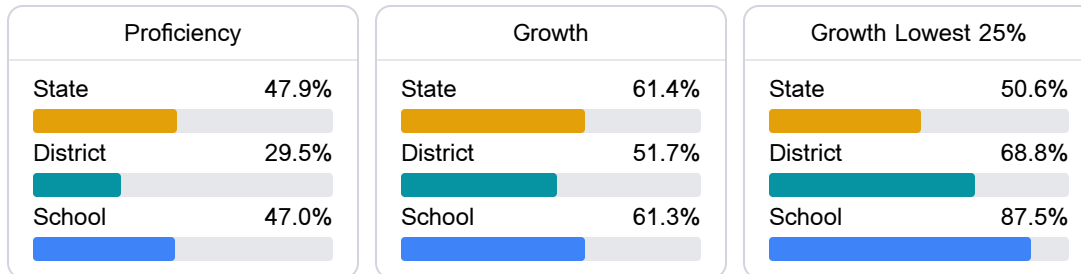 Proficiency
State 47.9%
District 29.5%
School 47.0%
Growth
State 61.4%
District 51.7%
School 61.3%
Growth Lowest 25%
State 50.6%
District 68.8%
School 87.5%